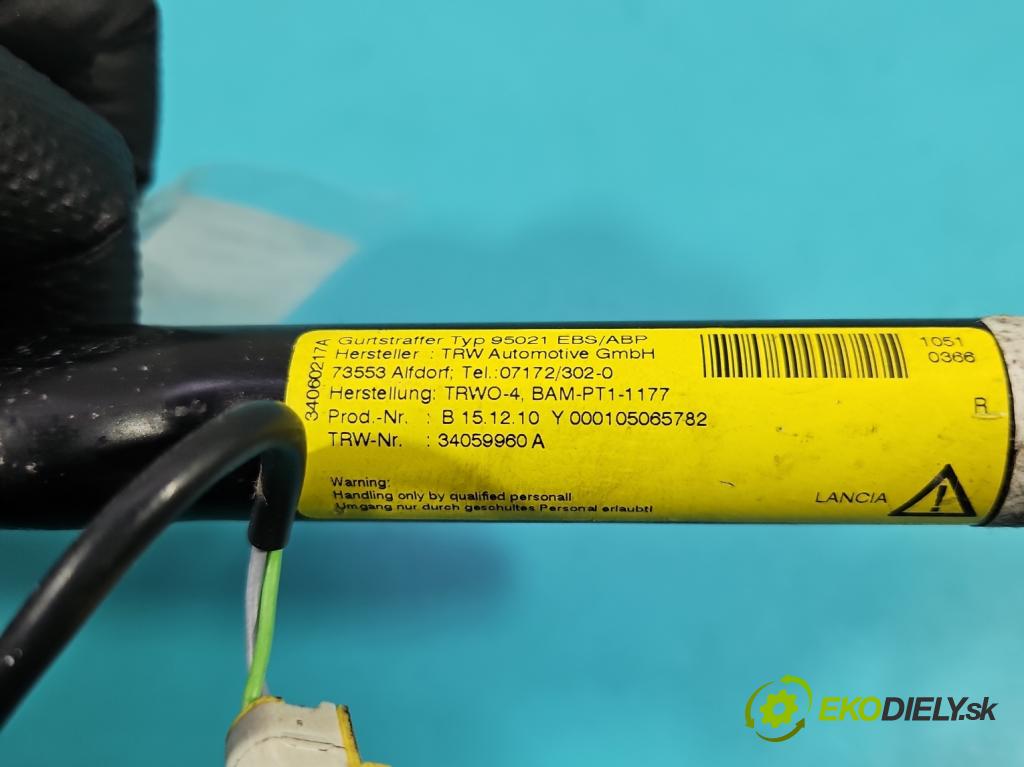 34060217A
Gurtstraffer Typ 95021 EBS/ABP
Hersteller : TRW Automotive GmbH
73553 Alfdorf; Tel.:07172/302-0
Herstellung: TRWO-4, BAM-PT1-1177
Prod.-Nr. : B 15.12.10 Y 000105065782
TRW-Nr. : 34059960 A
Warning:
Handling only by qualified personall
Umgang nur durch geschultes Personal erlaubt!
1051
0366
R
LANCIA
EKODIELY.sk